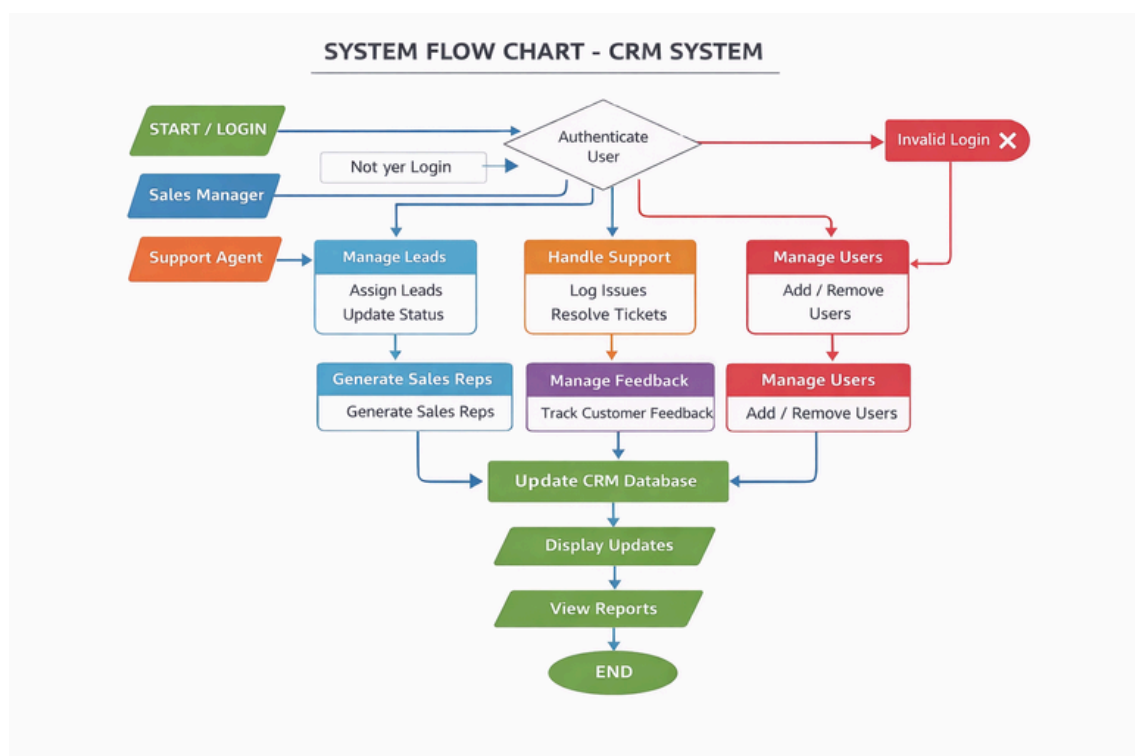 SYSTEM FLOW CHART - CRM SYSTEM
START / LOGIN
Authenticate
User
Invalid Login
Not yer Login
Sales Manager
Support Agent
Manage Leads
Assign Leads
Update Status
Handle Support
Log Issues
Resolve Tickets
Manage Users
Add / Remove
Users
Generate Sales Reps
Generate Sales Reps
Manage Feedback
Track Customer Feedback
Manage Users
Add / Remove Users
Update CRM Database
Display Updates
View Reports
END